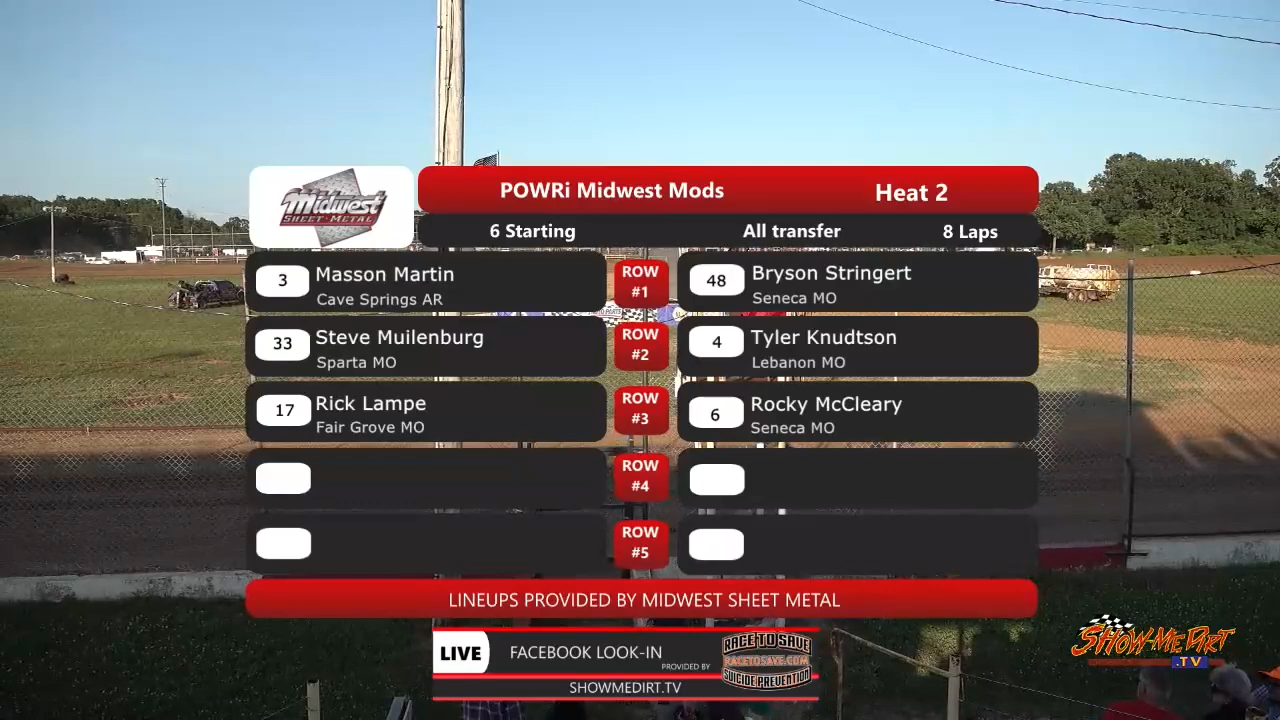 Midwest
SHEET METAL
POWRi Midwest Mods
Heat 2
6 Starting
All transfer
8 Laps
3
Masson Martin
Cave Springs AR
ROW
#1
48
Bryson Stringert
Seneca MO
33
Steve Muilenburg
Sparta MO
ROW
#2
4
Tyler Knudtson
Lebanon MO
17
Rick Lampe
Fair Grove MO
ROW
#3
6
Rocky McCleary
Seneca MO
ROW
#4
ROW
#5
LINEUPS PROVIDED BY MIDWEST SHEET METAL
LIVE
FACEBOOK LOOK-IN
PROVIDED BY
RACE TO SAVE
RACETOSAVE.COM
SUICIDE PREVENTION
SHOWMEDIRT.TV
SHOW ME DIRT
.TV